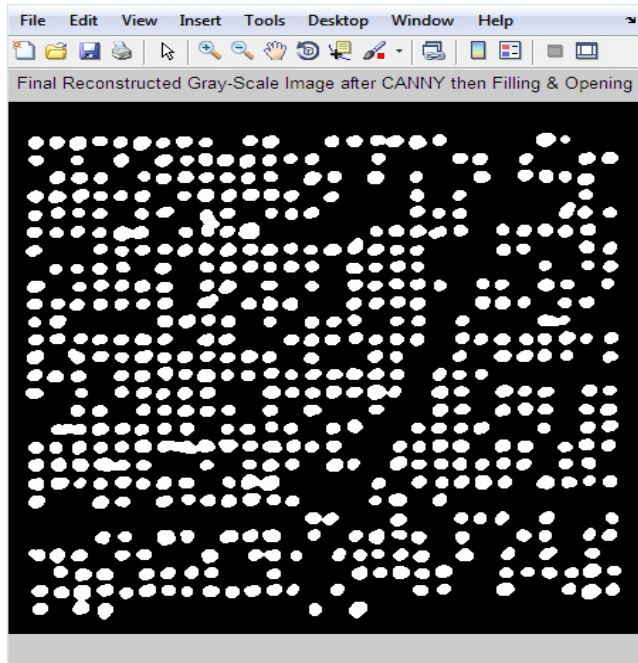 File Edit View Insert Tools Desktop Window Help
Final Reconstructed Gray-Scale Image after CANNY then Filling & Opening